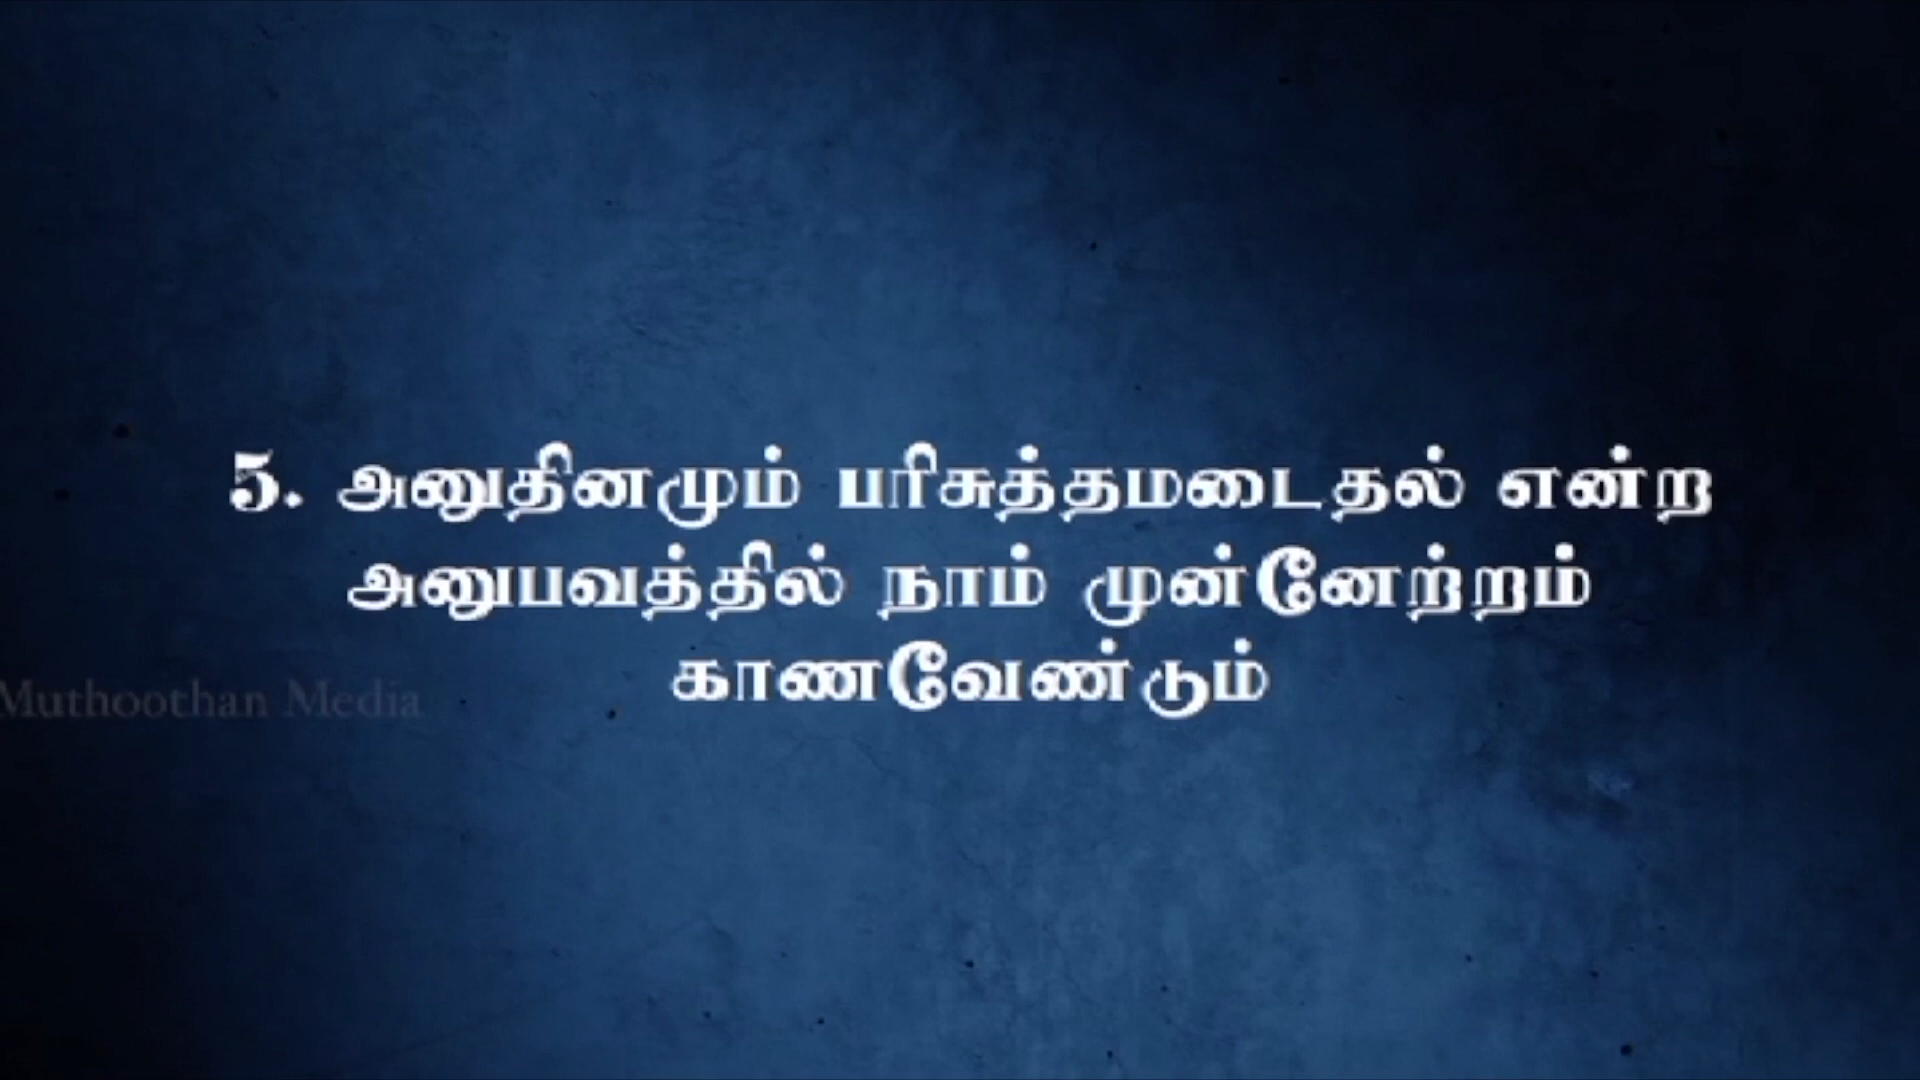 5. அனுதினமும் பரிசுத்தமடைதல் என்ற
அனுபவத்தில் நாம் முன்னேற்றம்
காணவேண்டும்
Muthoothan Media